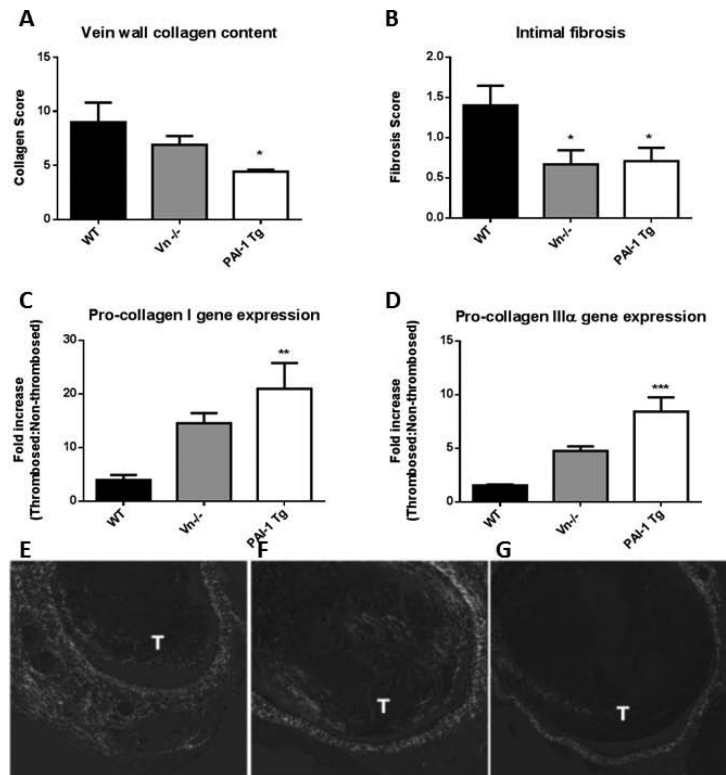 A
Vein wall collagen content
Collagen Score
15
10
5
0
WT
Vn -/-
PAI-1 Tg
*
B
Intimal fibrosis
Fibrosis Score
2.0
1.5
1.0
0.5
0.0
WT
Vn-/-
PAI-1 Tg
*
*
C
Pro-collagen I gene expression
Fold increase
(Thrombosed:Non-thrombosed)
30
20
10
0
WT
Vn-/-
PAI-1 Tg
**
D
Pro-collagen IIIα gene expression
Fold increase
(Thrombosed:Non-thrombosed)
15
10
5
0
WT
Vn-/-
PAI-1 Tg
***
E
T
F
T
G
T